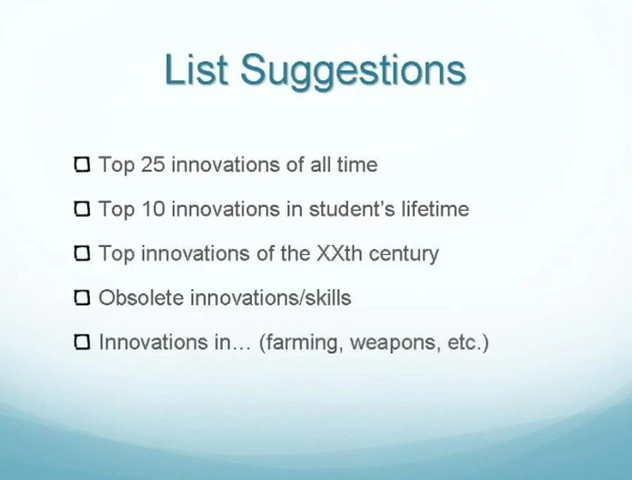 List Suggestions
Top 25 innovations of all time
Top 10 innovations in student’s lifetime
Top innovations of the XXth century
Obsolete innovations/skills
Innovations in… (farming, weapons, etc.)